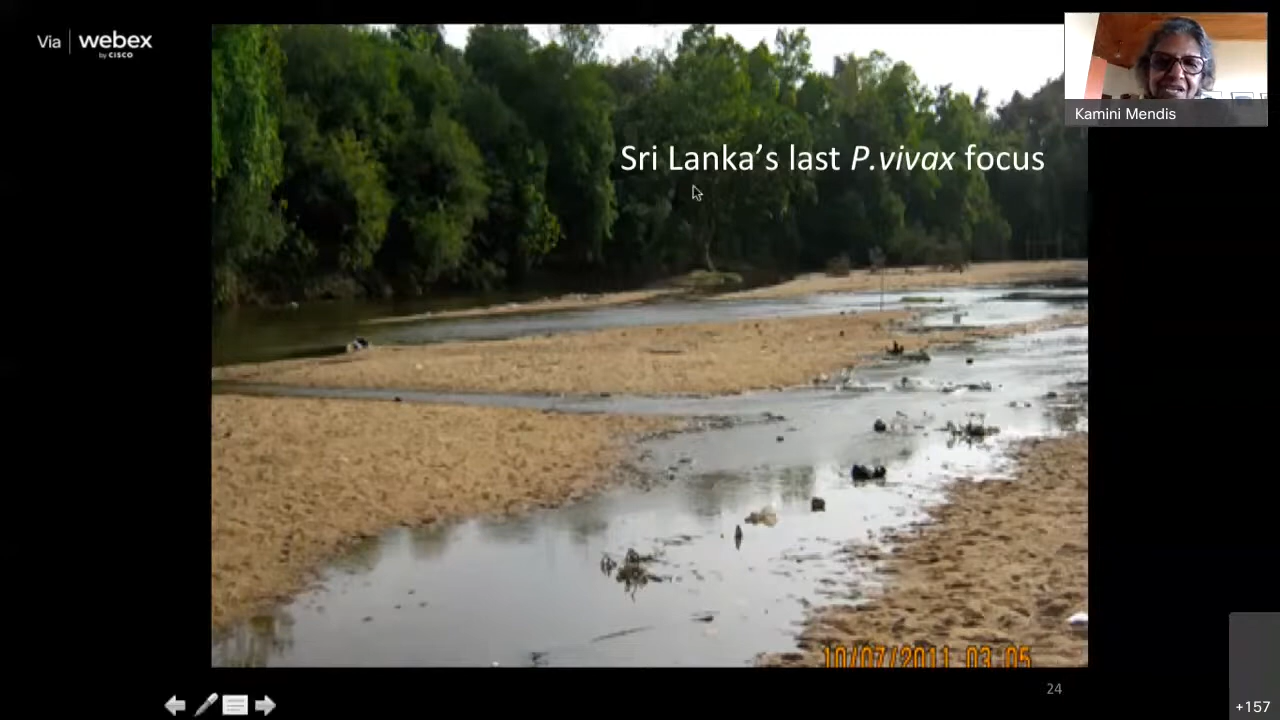 Via webex
by CISCO
Kamini Mendis
Sri Lanka's last P.vivax focus
10/07/2011 03:05
24
+157